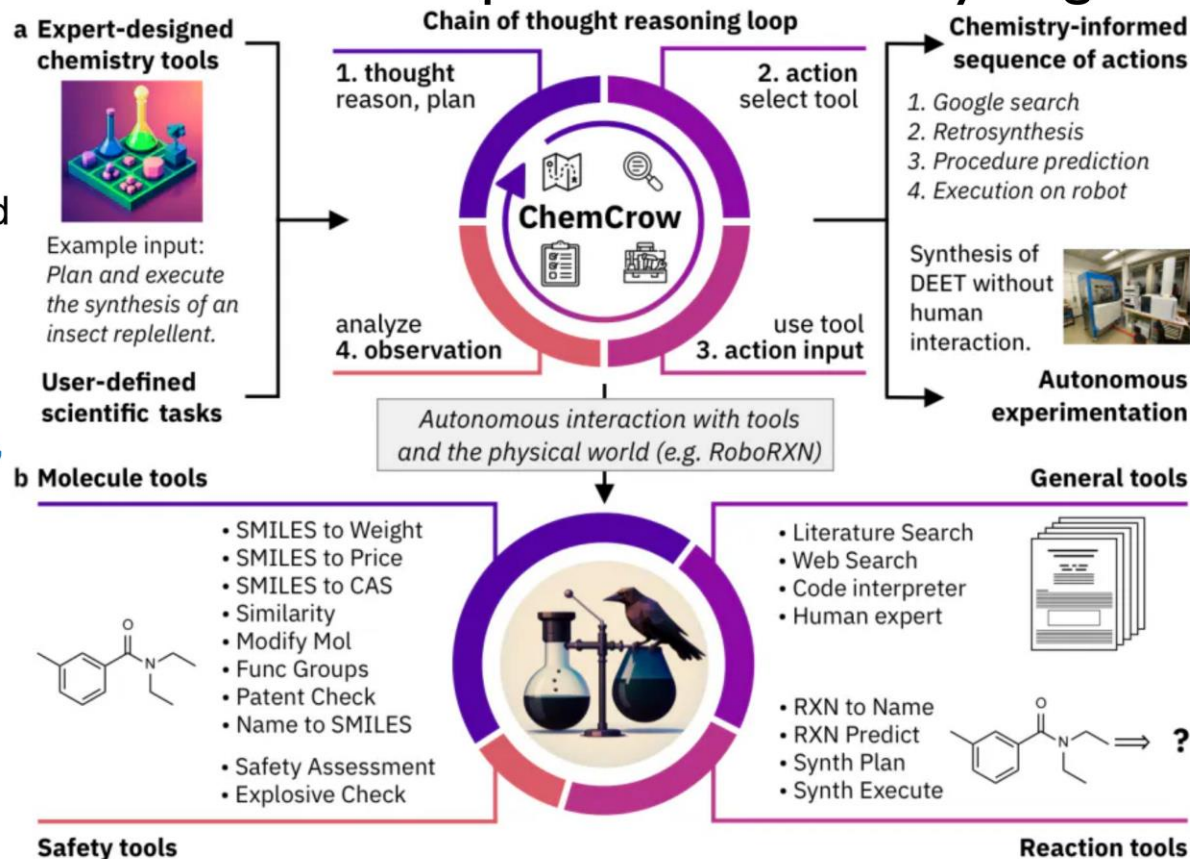 Chain of thought reasoning loop
a Expert-designed
chemistry tools
Example input:
Plan and execute
the synthesis of an
insect replellent.
User-defined
scientific tasks
1. thought
reason, plan
2. action
select tool
ChemCrow
analyze
4. observation
use tool
3. action input
Chemistry-informed
sequence of actions
1. Google search
2. Retrosynthesis
3. Procedure prediction
4. Execution on robot
Synthesis of
DEET without
human
interaction.
Autonomous
experimentation
Autonomous interaction with tools
and the physical world (e.g. RoboRXN)
b Molecule tools
• SMILES to Weight
• SMILES to Price
• SMILES to CAS
• Similarity
• Modify Mol
• Func Groups
• Patent Check
• Name to SMILES
O
N
• Safety Assessment
• Explosive Check
Safety tools
General tools
• Literature Search
• Web Search
• Code interpreter
• Human expert
• RXN to Name
• RXN Predict
• Synth Plan
• Synth Execute
O
N
?
Reaction tools